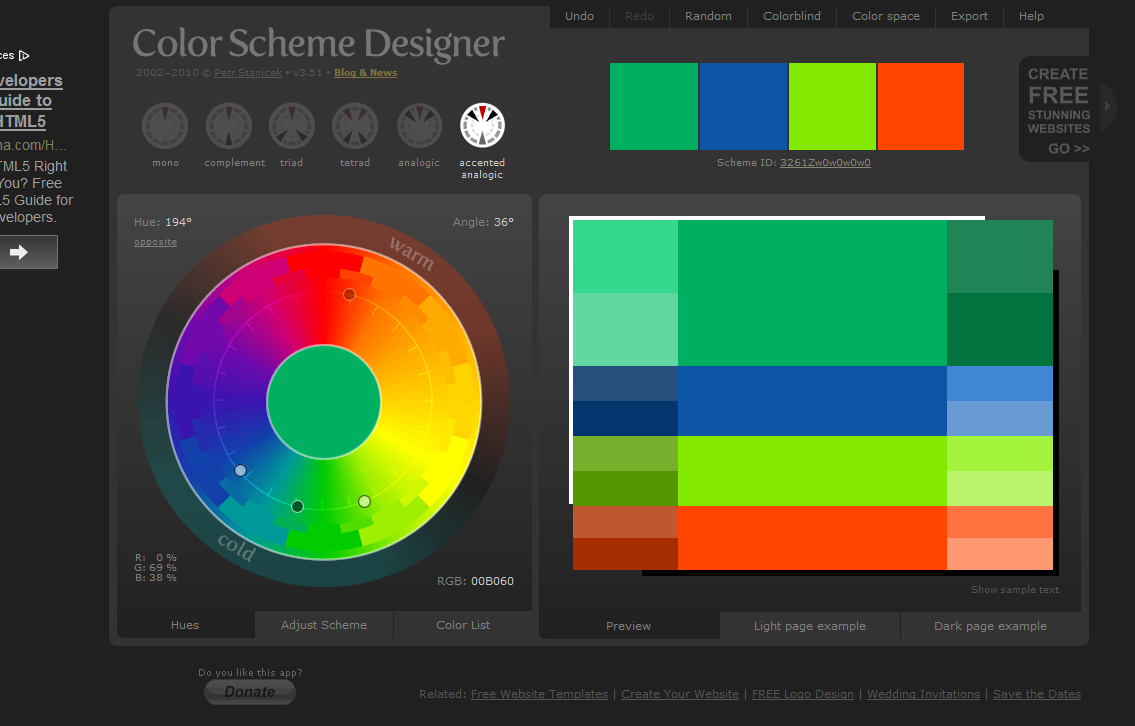 Undo Redo Random Colorblind Color space Export Help
Color Scheme Designer
2002–2010 © Petr Stanicek • v3.51 • Blog & News
ces
velopers
uide to
HTML5
na.com/H...
TML5 Right
You? Free
L5 Guide for
velopers.
mono complement triad tetrad analogic accented
analogic
Scheme ID: 3261Zw0w0w0w0
CREATE
FREE
STUNNING
WEBSITES
GO >>
Hue: 194° Angle: 36°
opposite
warm
cold
R: 0 %
G: 69 %
B: 38 %
RGB: 00B060
Hues Adjust Scheme Color List
Show sample text
Preview Light page example Dark page example
Do you like this app?
Donate
Related: Free Website Templates | Create Your Website | FREE Logo Design | Wedding Invitations | Save the Dates